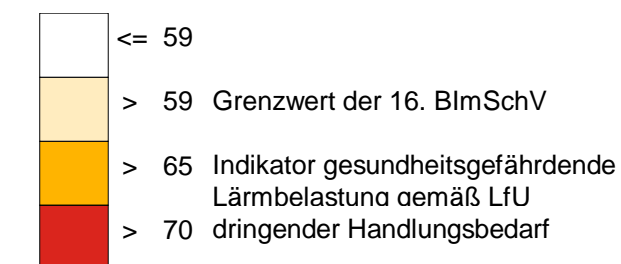 <= 59
> 59 Grenzwert der 16. BImSchV
> 65 Indikator gesundheitsgefährdende
Lärmbelastung gemäß LfU
> 70 dringender Handlungsbedarf